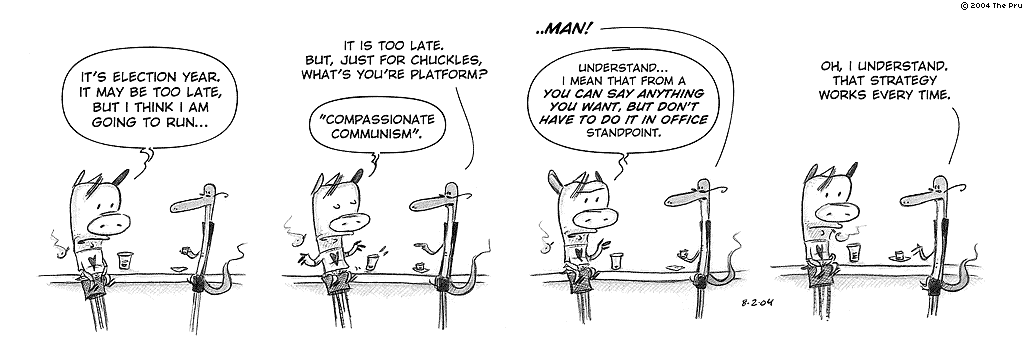 © 2004 The Pru
IT'S ELECTION YEAR.
IT MAY BE TOO LATE,
BUT I THINK I AM
GOING TO RUN...
IT IS TOO LATE.
BUT, JUST FOR CHUCKLES,
WHAT'S YOU'RE PLATFORM?
"COMPASSIONATE
COMMUNISM".
..MAN!
UNDERSTAND...
I MEAN THAT FROM A
YOU CAN SAY ANYTHING
YOU WANT, BUT DON'T
HAVE TO DO IT IN OFFICE
STANDPOINT.
8-2-04
OH, I UNDERSTAND.
THAT STRATEGY
WORKS EVERY TIME.